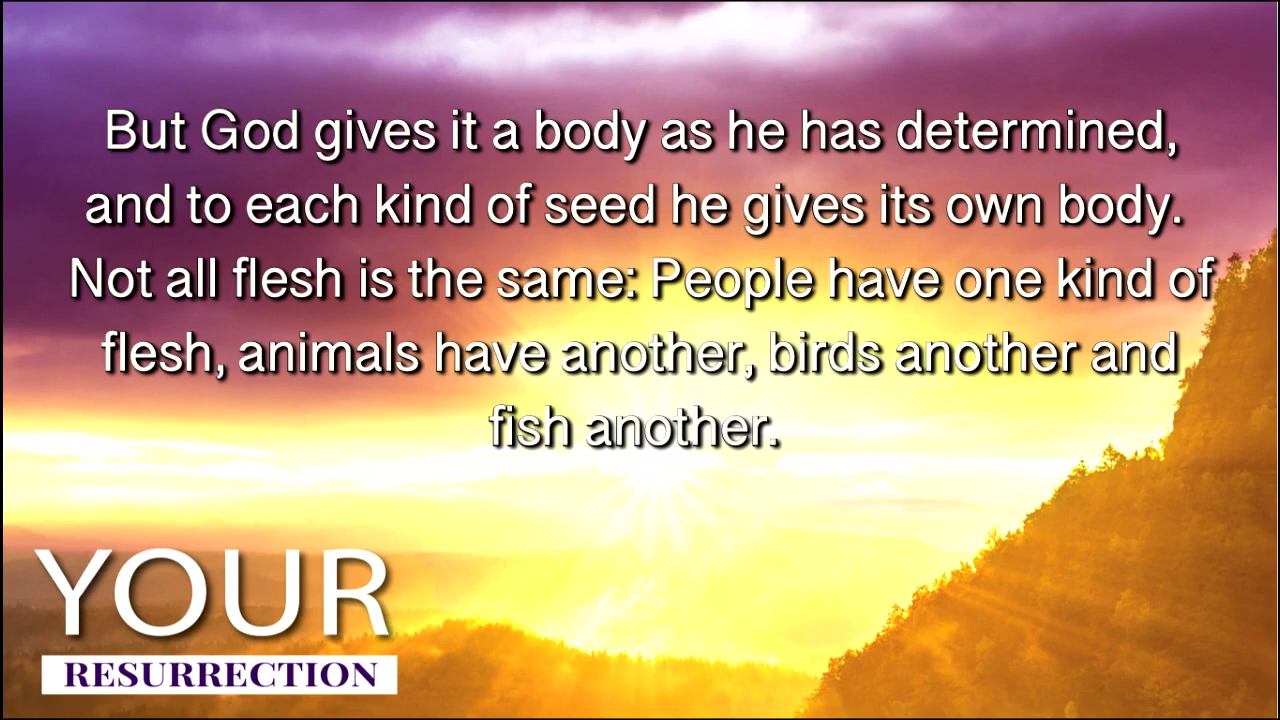 But God gives it a body as he has determined,
and to each kind of seed he gives its own body.
Not all flesh is the same: People have one kind of
flesh, animals have another, birds another and
fish another.
YOUR
RESURRECTION